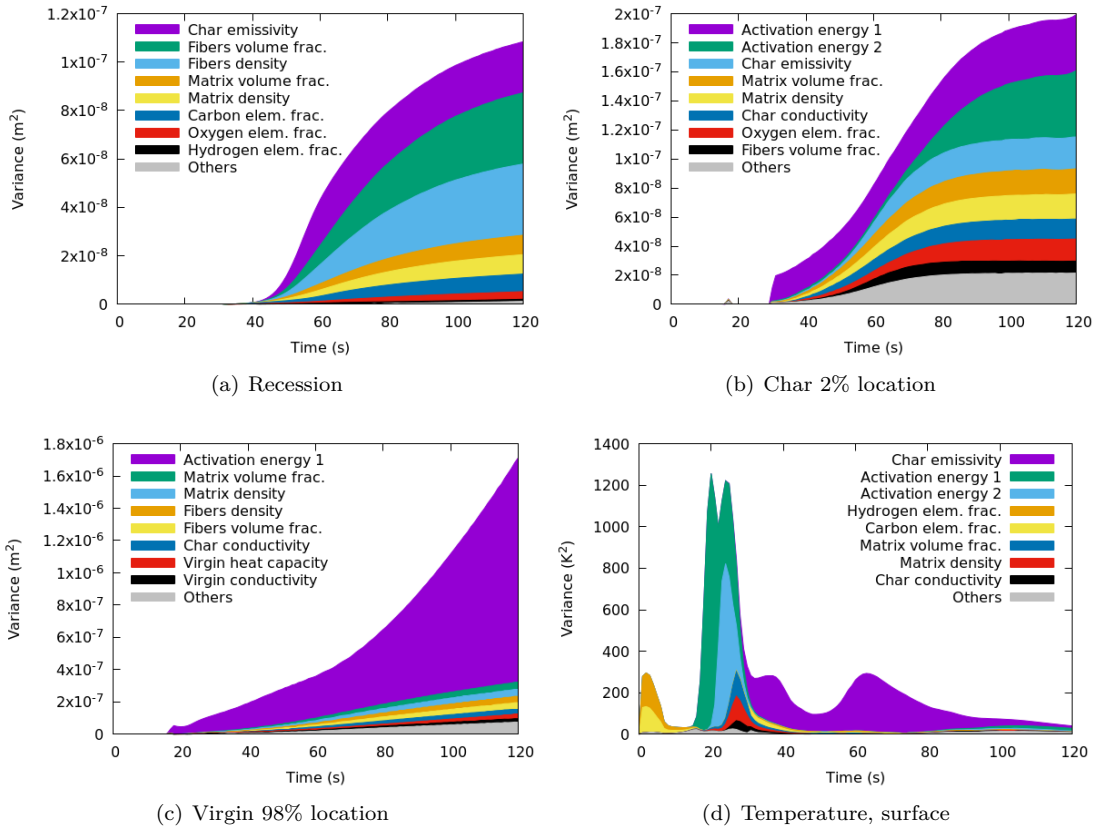 1.2x10⁻⁷
1x10⁻⁷
8x10⁻⁸
6x10⁻⁸
4x10⁻⁸
2x10⁻⁸
0
Variance (m²)
Char emissivity
Fibers volume frac.
Fibers density
Matrix volume frac.
Matrix density
Carbon elem. frac.
Oxygen elem. frac.
Hydrogen elem. frac.
Others
0 20 40 60 80 100 120
Time (s)
(a) Recession
2x10⁻⁷
1.8x10⁻⁷
1.6x10⁻⁷
1.4x10⁻⁷
1.2x10⁻⁷
1x10⁻⁷
8x10⁻⁸
6x10⁻⁸
4x10⁻⁸
2x10⁻⁸
0
Variance (m²)
Activation energy 1
Activation energy 2
Char emissivity
Matrix volume frac.
Matrix density
Char conductivity
Oxygen elem. frac.
Fibers volume frac.
Others
0 20 40 60 80 100 120
Time (s)
(b) Char 2% location
1.8x10⁻⁶
1.6x10⁻⁶
1.4x10⁻⁶
1.2x10⁻⁶
1x10⁻⁶
8x10⁻⁷
6x10⁻⁷
4x10⁻⁷
2x10⁻⁷
0
Variance (m²)
Activation energy 1
Matrix volume frac.
Matrix density
Fibers density
Fibers volume frac.
Char conductivity
Virgin heat capacity
Virgin conductivity
Others
0 20 40 60 80 100 120
Time (s)
(c) Virgin 98% location
1400
1200
1000
800
600
400
200
0
Variance (K²)
Char emissivity
Activation energy 1
Activation energy 2
Hydrogen elem. frac.
Carbon elem. frac.
Matrix volume frac.
Matrix density
Char conductivity
Others
0 20 40 60 80 100 120
Time (s)
(d) Temperature, surface